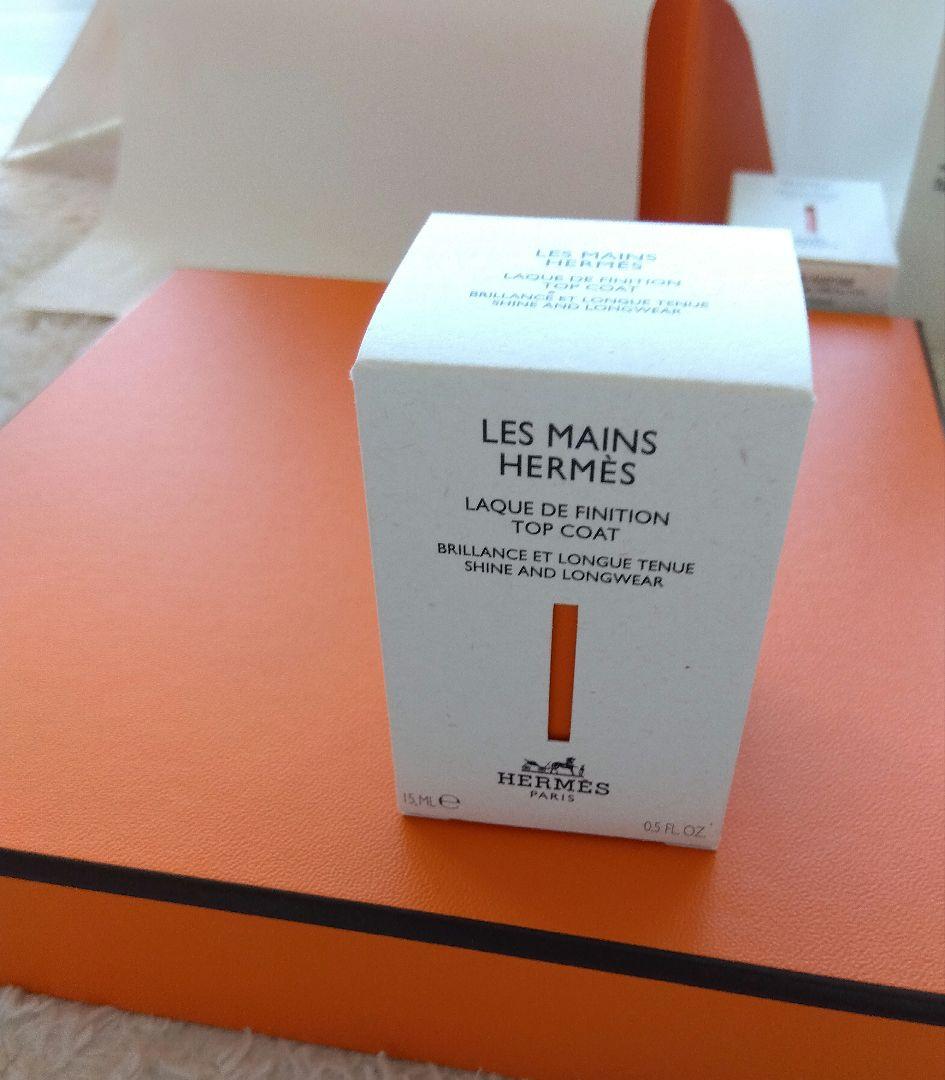 LES MAINS
HERMÈS
LAQUE DE FINITION
TOP COAT
BRILLANCE ET LONGUE TENUE
SHINE AND LONGWEAR
LES MAINS
HERMÈS
LAQUE DE FINITION
TOP COAT
BRILLANCE ET LONGUE TENUE
SHINE AND LONGWEAR
HERMÈS
PARIS
15 ML ℮
0.5 FL. OZ